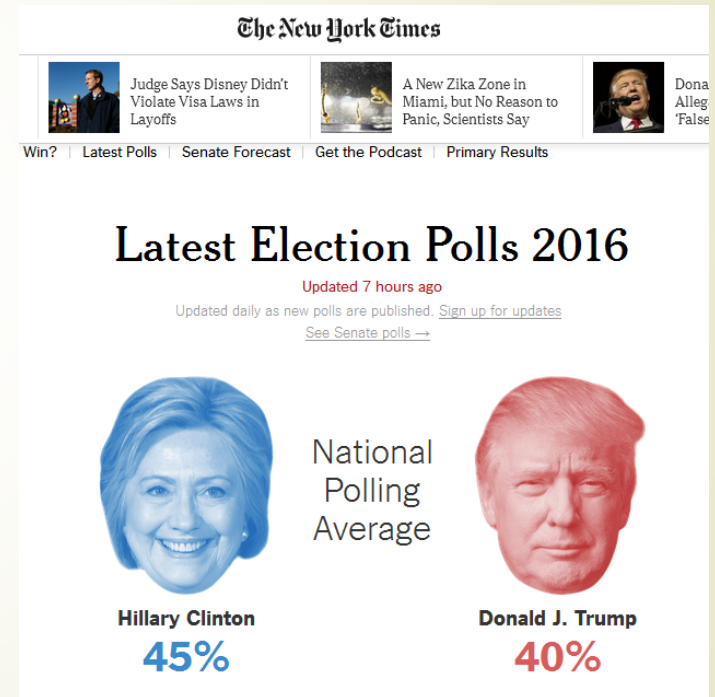 The New York Times
Judge Says Disney Didn't
Violate Visa Laws in
Layoffs
A New Zika Zone in
Miami, but No Reason to
Panic, Scientists Say
Dona
Alleg
'False
Win?
Latest Polls
Senate Forecast
Get the Podcast
Primary Results
Latest Election Polls 2016
Updated 7 hours ago
Updated daily as new polls are published. Sign up for updates
See Senate polls →
National
Polling
Average
Hillary Clinton
45%
Donald J. Trump
40%